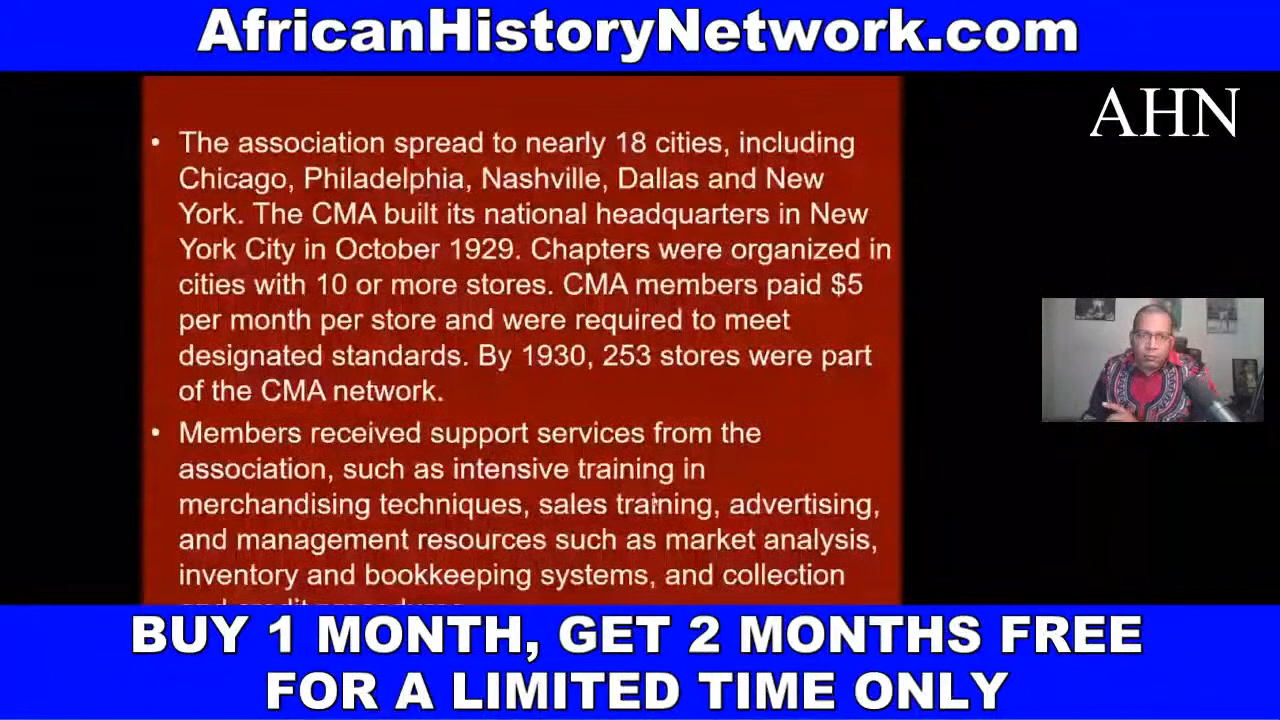 AfricanHistoryNetwork.com
AHN
• The association spread to nearly 18 cities, including
Chicago, Philadelphia, Nashville, Dallas and New
York. The CMA built its national headquarters in New
York City in October 1929. Chapters were organized in
cities with 10 or more stores. CMA members paid $5
per month per store and were required to meet
designated standards. By 1930, 253 stores were part
of the CMA network.
• Members received support services from the
association, such as intensive training in
merchandising techniques, sales training, advertising,
and management resources such as market analysis,
inventory and bookkeeping systems, and collection
BUY 1 MONTH, GET 2 MONTHS FREE
FOR A LIMITED TIME ONLY